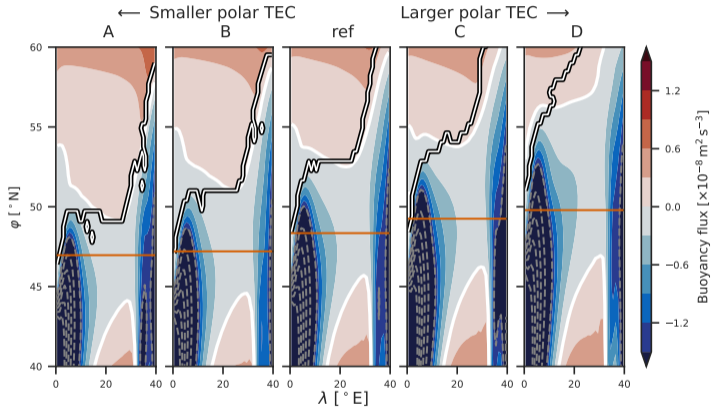 ⟵ Smaller polar TEC
Larger polar TEC ⟶
A B ref C D
60
55
50
45
40
φ [°N]
0 20 40 0 20 40 0 20 40 0 20 40 0 20 40
λ [°E]
1.2
0.6
0.0
−0.6
−1.2
Buoyancy flux [×10⁻⁸ m² s⁻³]